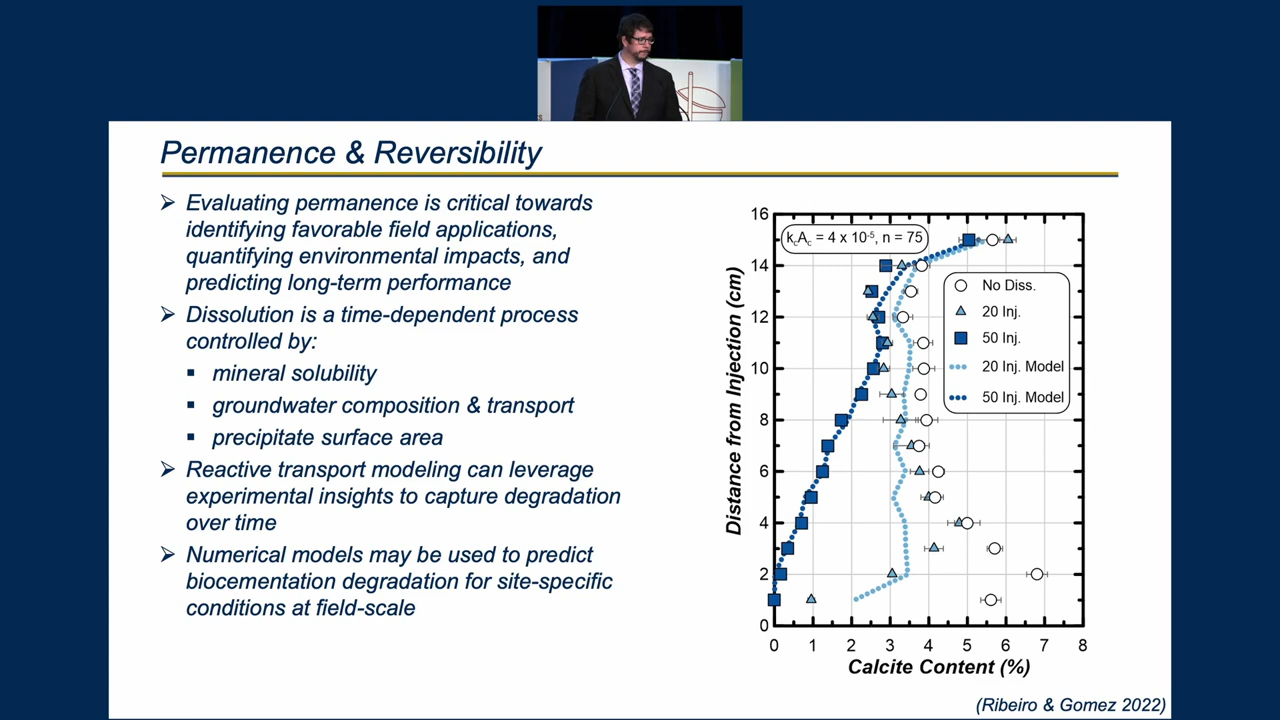 Permanence & Reversibility
➢ Evaluating permanence is critical towards
identifying favorable field applications,
quantifying environmental impacts, and
predicting long-term performance
➢ Dissolution is a time-dependent process
controlled by:
▪ mineral solubility
▪ groundwater composition & transport
▪ precipitate surface area
➢ Reactive transport modeling can leverage
experimental insights to capture degradation
over time
➢ Numerical models may be used to predict
biocementation degradation for site-specific
conditions at field-scale
16
14
12
10
8
6
4
2
0
Distance from Injection (cm)
kcAc = 4 x 10-5, n = 75
No Diss.
20 Inj.
50 Inj.
20 Inj. Model
50 Inj. Model
0 1 2 3 4 5 6 7 8
Calcite Content (%)
(Ribeiro & Gomez 2022)